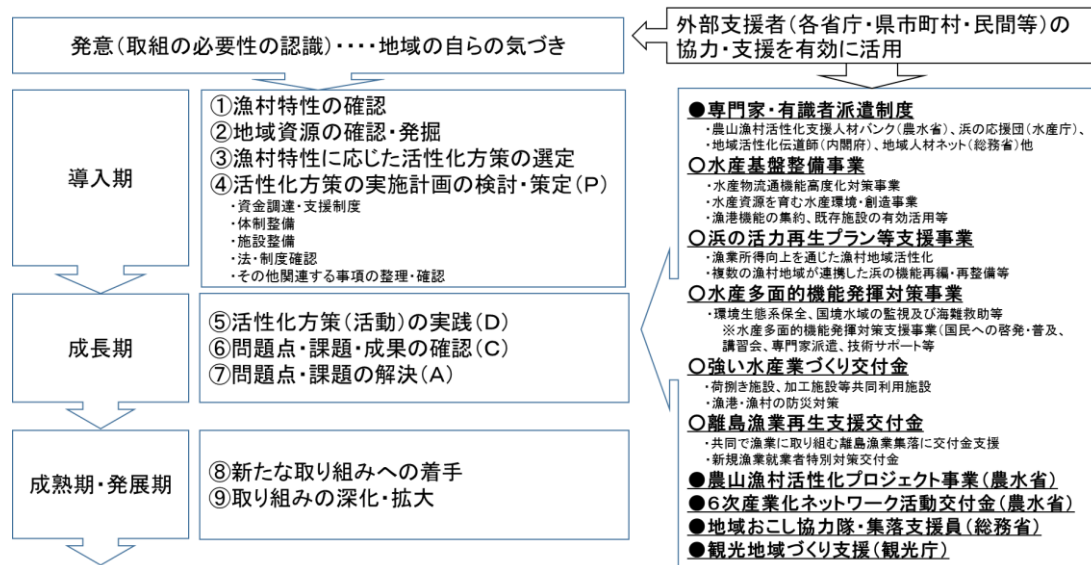 発意(取組の必要性の認識)････地域の自らの気づき
外部支援者(各省庁・県市町村・民間等)の
協力・支援を有効に活用
導入期
①漁村特性の確認
②地域資源の確認・発掘
③漁村特性に応じた活性化方策の選定
④活性化方策の実施計画の検討・策定(P)
・資金調達・支援制度
・体制整備
・施設整備
・法・制度確認
・その他関連する事項の整理・確認
成長期
⑤活性化方策(活動)の実践(D)
⑥問題点・課題・成果の確認(C)
⑦問題点・課題の解決(A)
成熟期・発展期
⑧新たな取り組みへの着手
⑨取り組みの深化・拡大
●専門家・有識者派遣制度
・農山漁村活性化支援人材バンク(農水省)、浜の応援団(水産庁)、
・地域活性化伝道師(内閣府)、地域人材ネット(総務省)他
〇水産基盤整備事業
・水産物流通機能高度化対策事業
・水産資源を育む水産環境・創造事業
・漁港機能の集約、既存施設の有効活用等
〇浜の活力再生プラン等支援事業
・漁業所得向上を通じた漁村地域活性化
・複数の漁村地域が連携した浜の機能再編・再整備等
〇水産多面的機能発揮対策事業
・環境生態系保全、国境水域の監視及び海難救助等
※水産多面的機能発揮対策支援事業(国民への啓発・普及、
講習会、専門家派遣、技術サポート等
〇強い水産業づくり交付金
・荷捌き施設、加工施設等共同利用施設
・漁港・漁村の防災対策
〇離島漁業再生支援交付金
・共同で漁業に取り組む離島漁業集落に交付金支援
・新規漁業就業者特別対策交付金
●農山漁村活性化プロジェクト事業(農水省)
●6次産業化ネットワーク活動交付金(農水省)
●地域おこし協力隊・集落支援員(総務省)
●観光地域づくり支援(観光庁)